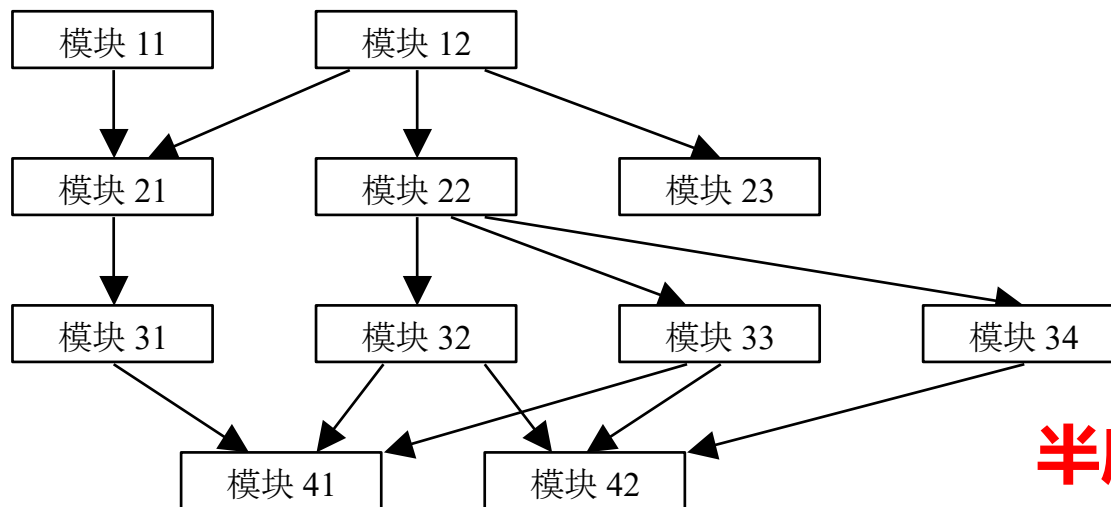 模块 11
模块 12
模块 21
模块 22
模块 23
模块 31
模块 32
模块 33
模块 34
模块 41
模块 42
半